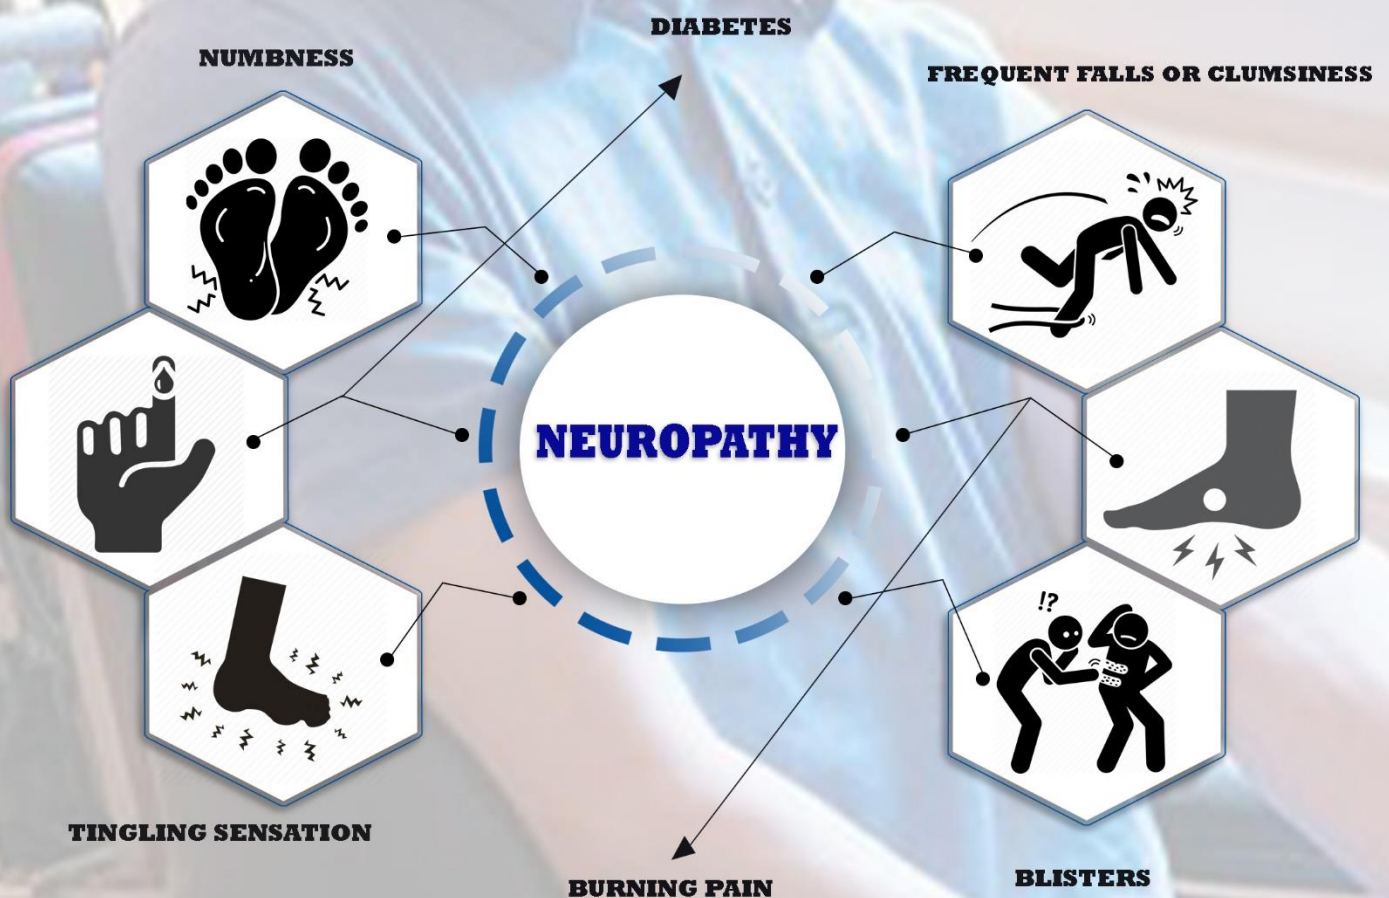 DIABETES
NUMBNESS
FREQUENT FALLS OR CLUMSINESS
!?
NEUROPATHY
TINGLING SENSATION
BURNING PAIN
BLISTERS